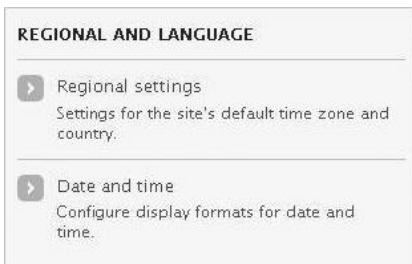 REGIONAL AND LANGUAGE
Regional settings
Settings for the site's default time zone and
country.
Date and time
Configure display formats for date and
time.